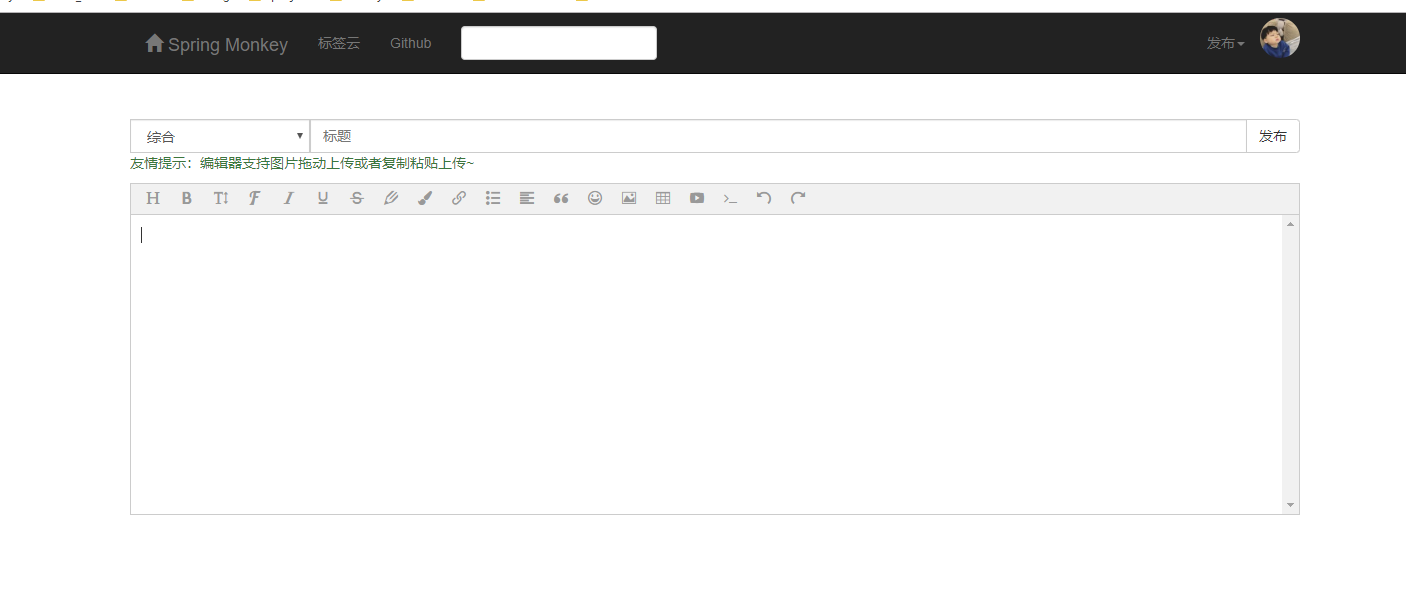 Spring Monkey 标签云 Github 发布
综合 标题 发布
友情提示：编辑器支持图片拖动上传或者复制粘贴上传~